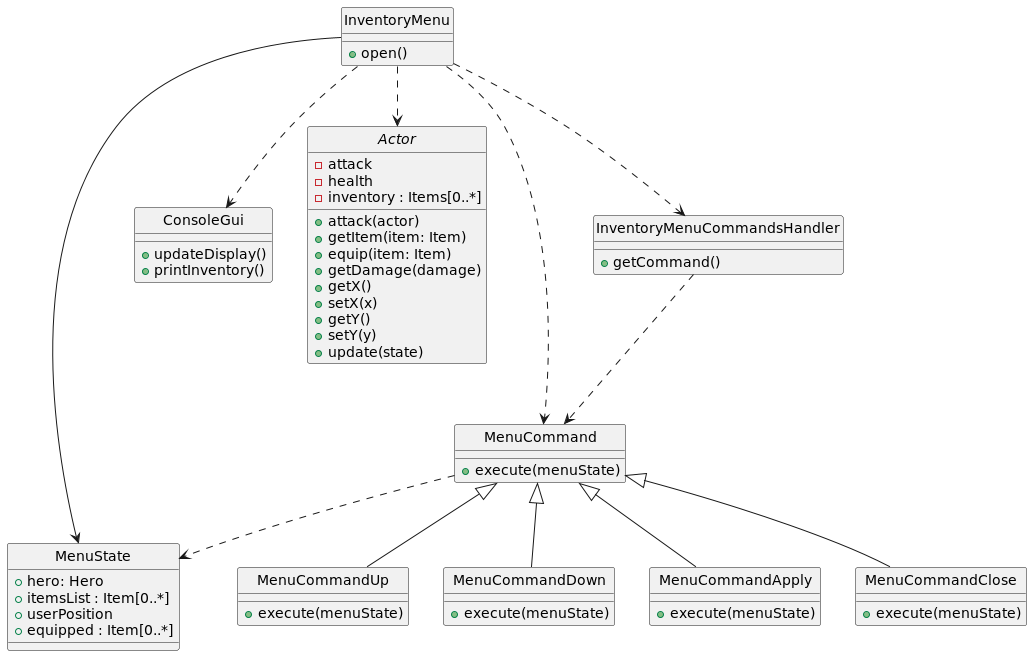 InventoryMenu
open()
Actor
attack
health
inventory : Items[0..*]
attack(actor)
getItem(item: Item)
equip(item: Item)
getDamage(damage)
getX()
setX(x)
getY()
setY(y)
update(state)
ConsoleGui
updateDisplay()
printInventory()
InventoryMenuCommandsHandler
getCommand()
MenuCommand
execute(menuState)
MenuState
hero: Hero
itemsList : Item[0..*]
userPosition
equipped : Item[0..*]
MenuCommandUp
execute(menuState)
MenuCommandDown
execute(menuState)
MenuCommandApply
execute(menuState)
MenuCommandClose
execute(menuState)